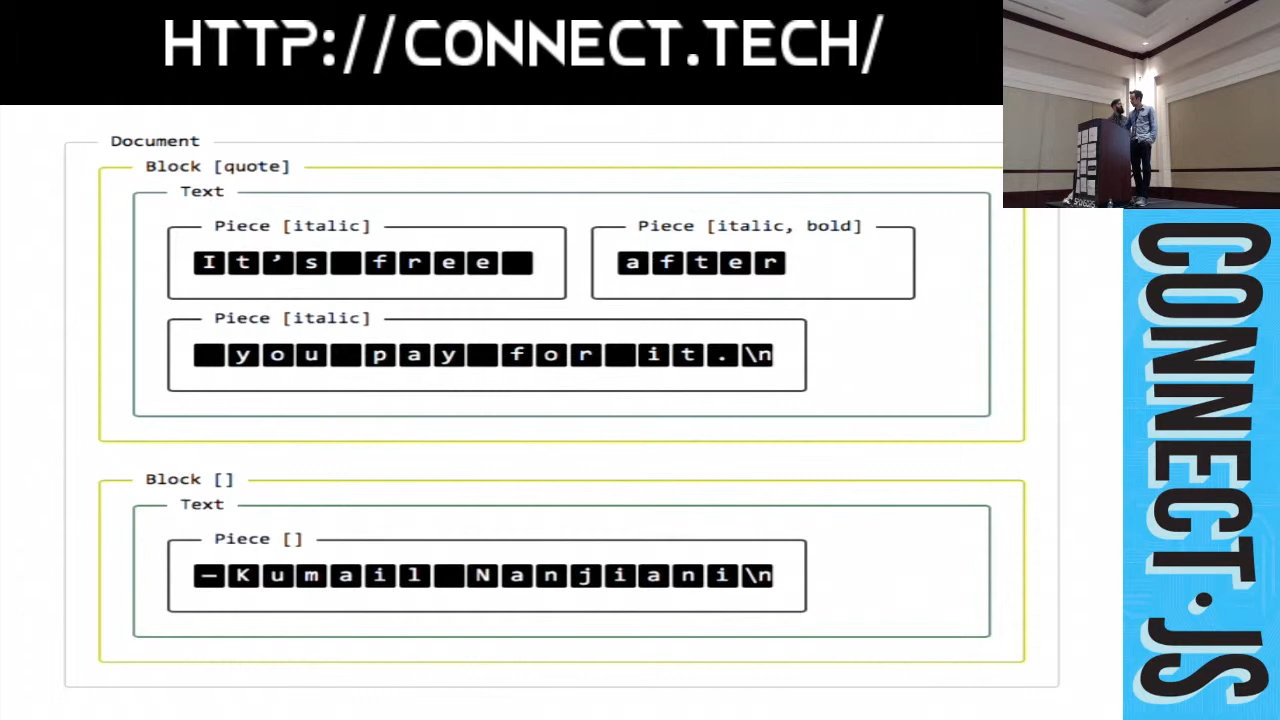 HTTP://CONNECT.TECH/
Document
Block [quote]
Text
Piece [italic]
It’s free
Piece [italic, bold]
after
Piece [italic]
you pay for it.\n
Block []
Text
Piece []
—Kumail Nanjiani\n
CONNECT.JS